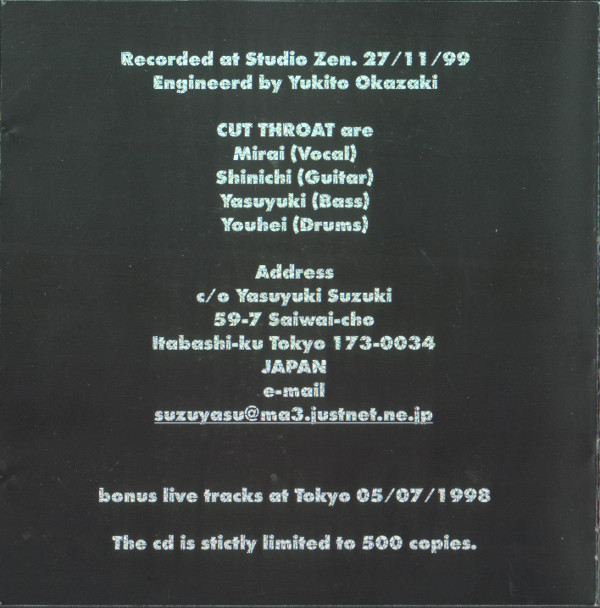 Recorded at Studio Zen. 27/11/99
Engineerd by Yukito Okazaki
CUT THROAT are
Mirai (Vocal)
Shinichi (Guitar)
Yasuyuki (Bass)
Youhei (Drums)
Address
c/o Yasuyuki Suzuki
59-7 Saiwai-cho
Itabashi-ku Tokyo 173-0034
JAPAN
e-mail
suzuyasu@ma3.justnet.ne.jp
bonus live tracks at Tokyo 05/07/1998
The cd is stictly limited to 500 copies.